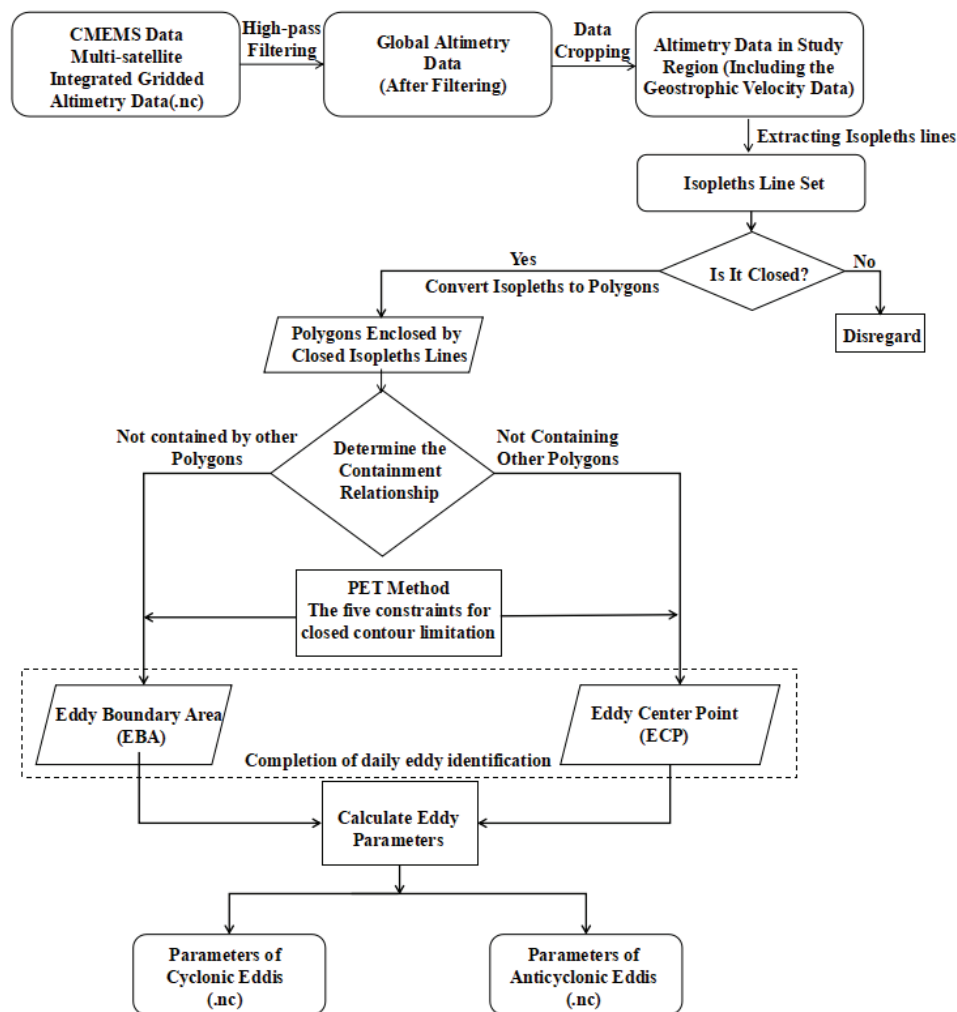 CMEMS Data
Multi-satellite
Integrated Gridded
Altimetry Data(.nc)
High-pass
Filtering
Global Altimetry
Data
(After Filtering)
Data
Cropping
Altimetry Data in Study
Region (Including the
Geostrophic Velocity Data)
Extracting Isopleths lines
Isopleths Line Set
Is It Closed?
Yes
Convert Isopleths to Polygons
No
Disregard
Polygons Enclosed by
Closed Isopleths Lines
Determine the
Containment
Relationship
Not contained by other
Polygons
Not Containing
Other Polygons
PET Method
The five constraints for
closed contour limitation
Eddy Boundary Area
(EBA)
Eddy Center Point
(ECP)
Completion of daily eddy identification
Calculate Eddy
Parameters
Parameters of
Cyclonic Eddis
(.nc)
Parameters of
Anticyclonic Eddis
(.nc)